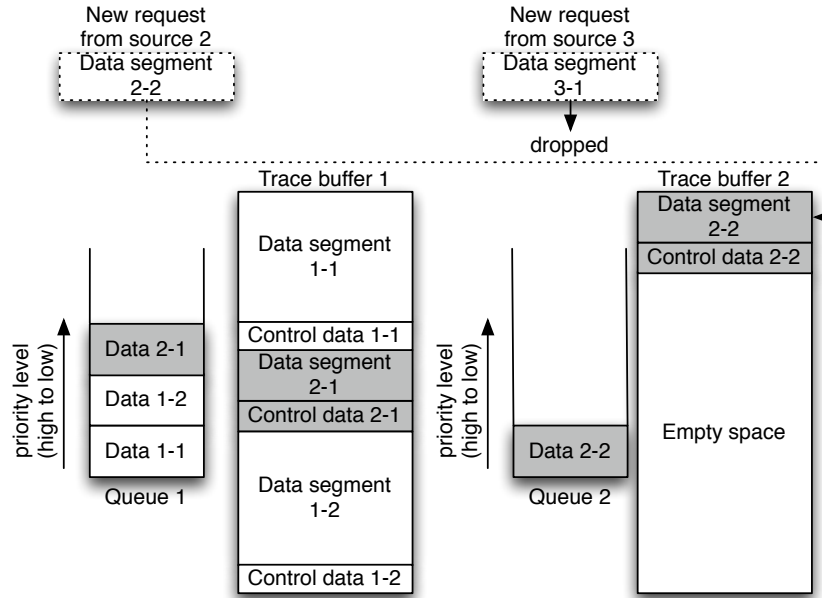 New request
from source 2
Data segment
2-2
New request
from source 3
Data segment
3-1
dropped
Trace buffer 1
Data segment
1-1
Control data 1-1
Data segment
2-1
Control data 2-1
Data segment
1-2
Control data 1-2
priority level
(high to low)
Data 2-1
Data 1-2
Data 1-1
Queue 1
priority level
(high to low)
Data 2-2
Queue 2
Trace buffer 2
Data segment
2-2
Control data 2-2
Empty space